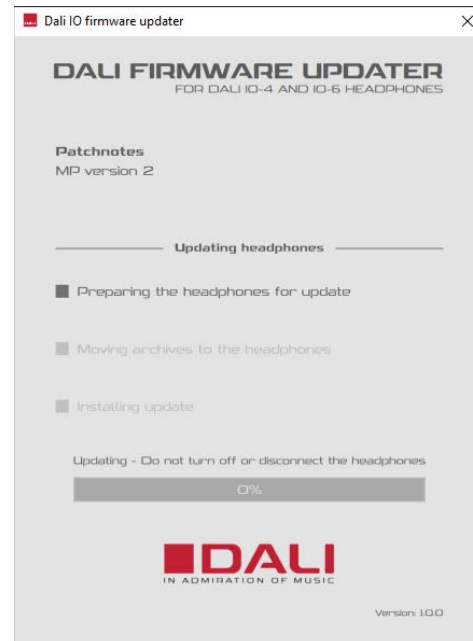 Dali IO firmware updater
DALI FIRMWARE UPDATER
FOR DALI IO-4 AND IO-6 HEADPHONES
Patchnotes
MP version 2
Updating headphones
Preparing the headphones for update
Moving archives to the headphones
Installing update
Updating - Do not turn off or disconnect the headphones
0%
DALI
IN ADMIRATION OF MUSIC
Version: 1.0.0